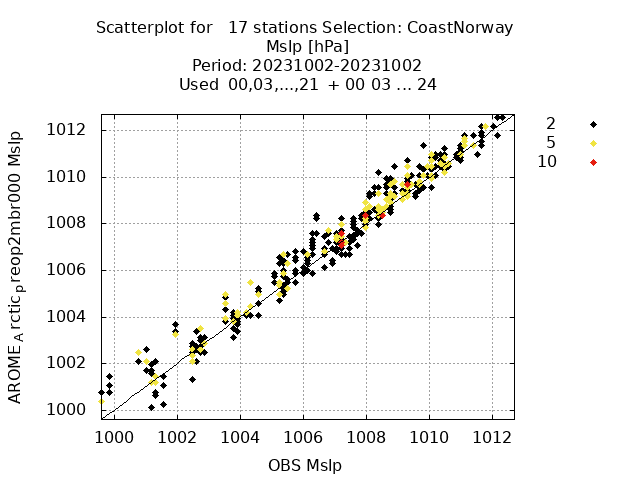 Scatterplot for 17 stations Selection: CoastNorway
Mslp [hPa]
Period: 20231002-20231002
Used 00,03,...,21 + 00 03 ... 24
2
5
10
1012
1010
1008
1006
1004
1002
1000
AROME_Arctic_preop2mbr000 Mslp
1000 1002 1004 1006 1008 1010 1012
OBS Mslp